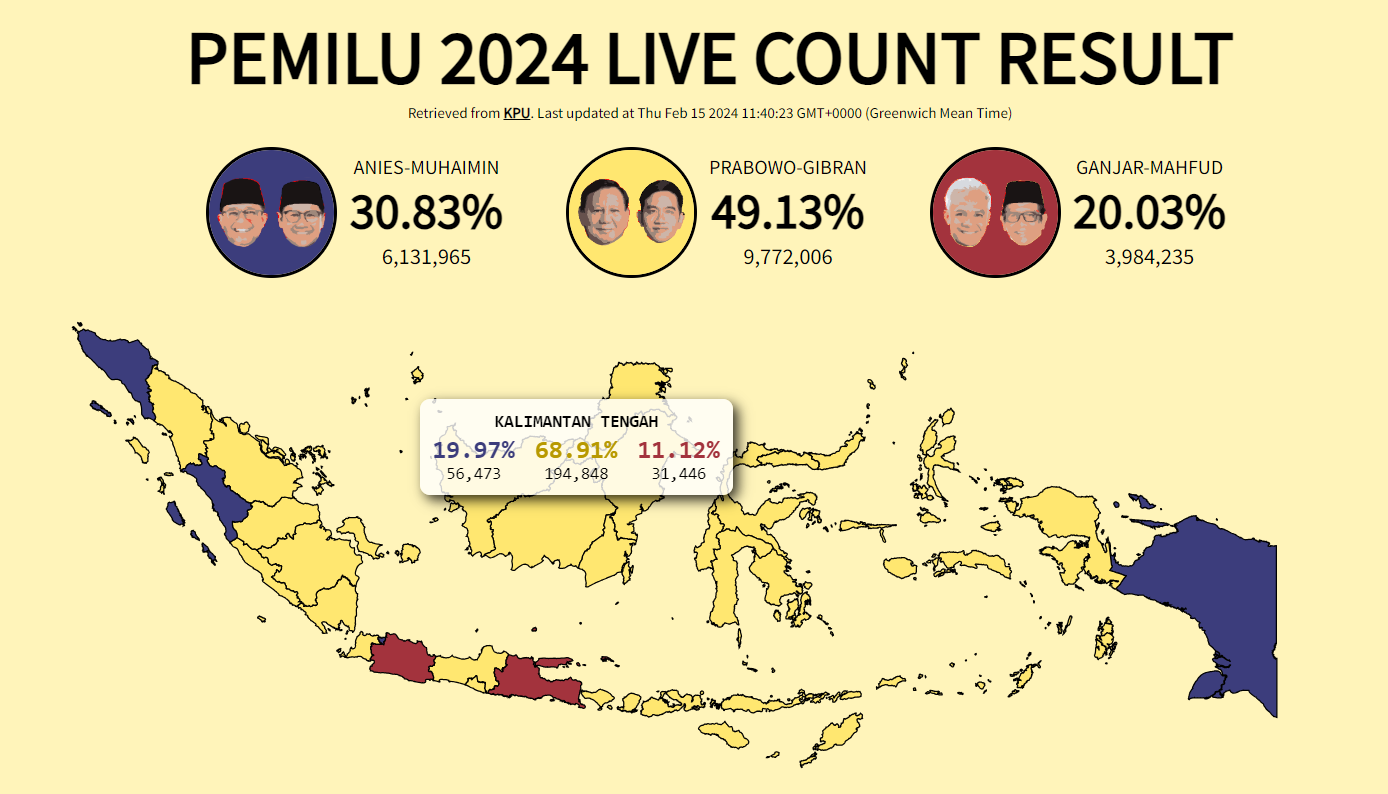 PEMILU 2024 LIVE COUNT RESULT
Retrieved from KPU. Last updated at Thu Feb 15 2024 11:40:23 GMT+0000 (Greenwich Mean Time)
ANIES-MUHAIMIN
30.83%
6,131,965
PRABOWO-GIBRAN
49.13%
9,772,006
GANJAR-MAHFUD
20.03%
3,984,235
KALIMANTAN TENGAH
19.97% 68.91% 11.12%
56,473 194,848 31,446